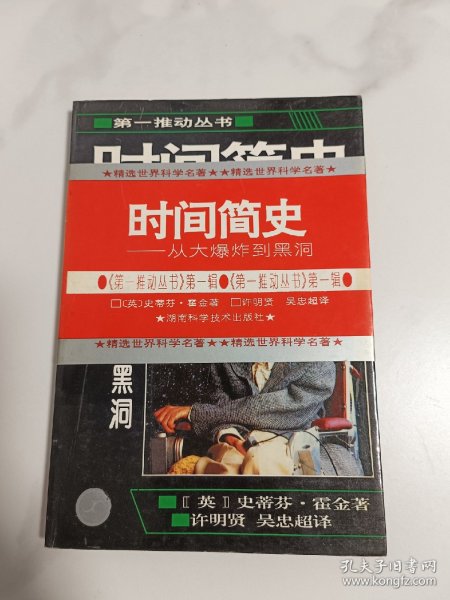 第一推动丛书
时间简史
★精选世界科学名著★★精选世界科学名著★
时间简史
——从大爆炸到黑洞
●《第一推动丛书》第一辑●《第一推动丛书》第一辑●
□〔英〕史蒂芬·霍金著 □许明贤 吴忠超译
★湖南科学技术出版社★
★精选世界科学名著★★精选世界科学名著★
黑洞
〔英〕史蒂芬·霍金著
许明贤 吴忠超译
孔夫子旧书网
www.kongfz.com